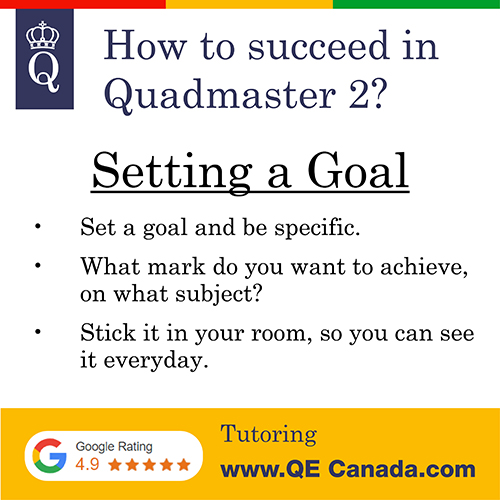 Q
How to succeed in
Quadmaster 2?
Setting a Goal
• Set a goal and be specific.
• What mark do you want to achieve,
on what subject?
• Stick it in your room, so you can see
it everyday.
G
Google Rating
4.9
Tutoring
www.QE Canada.com